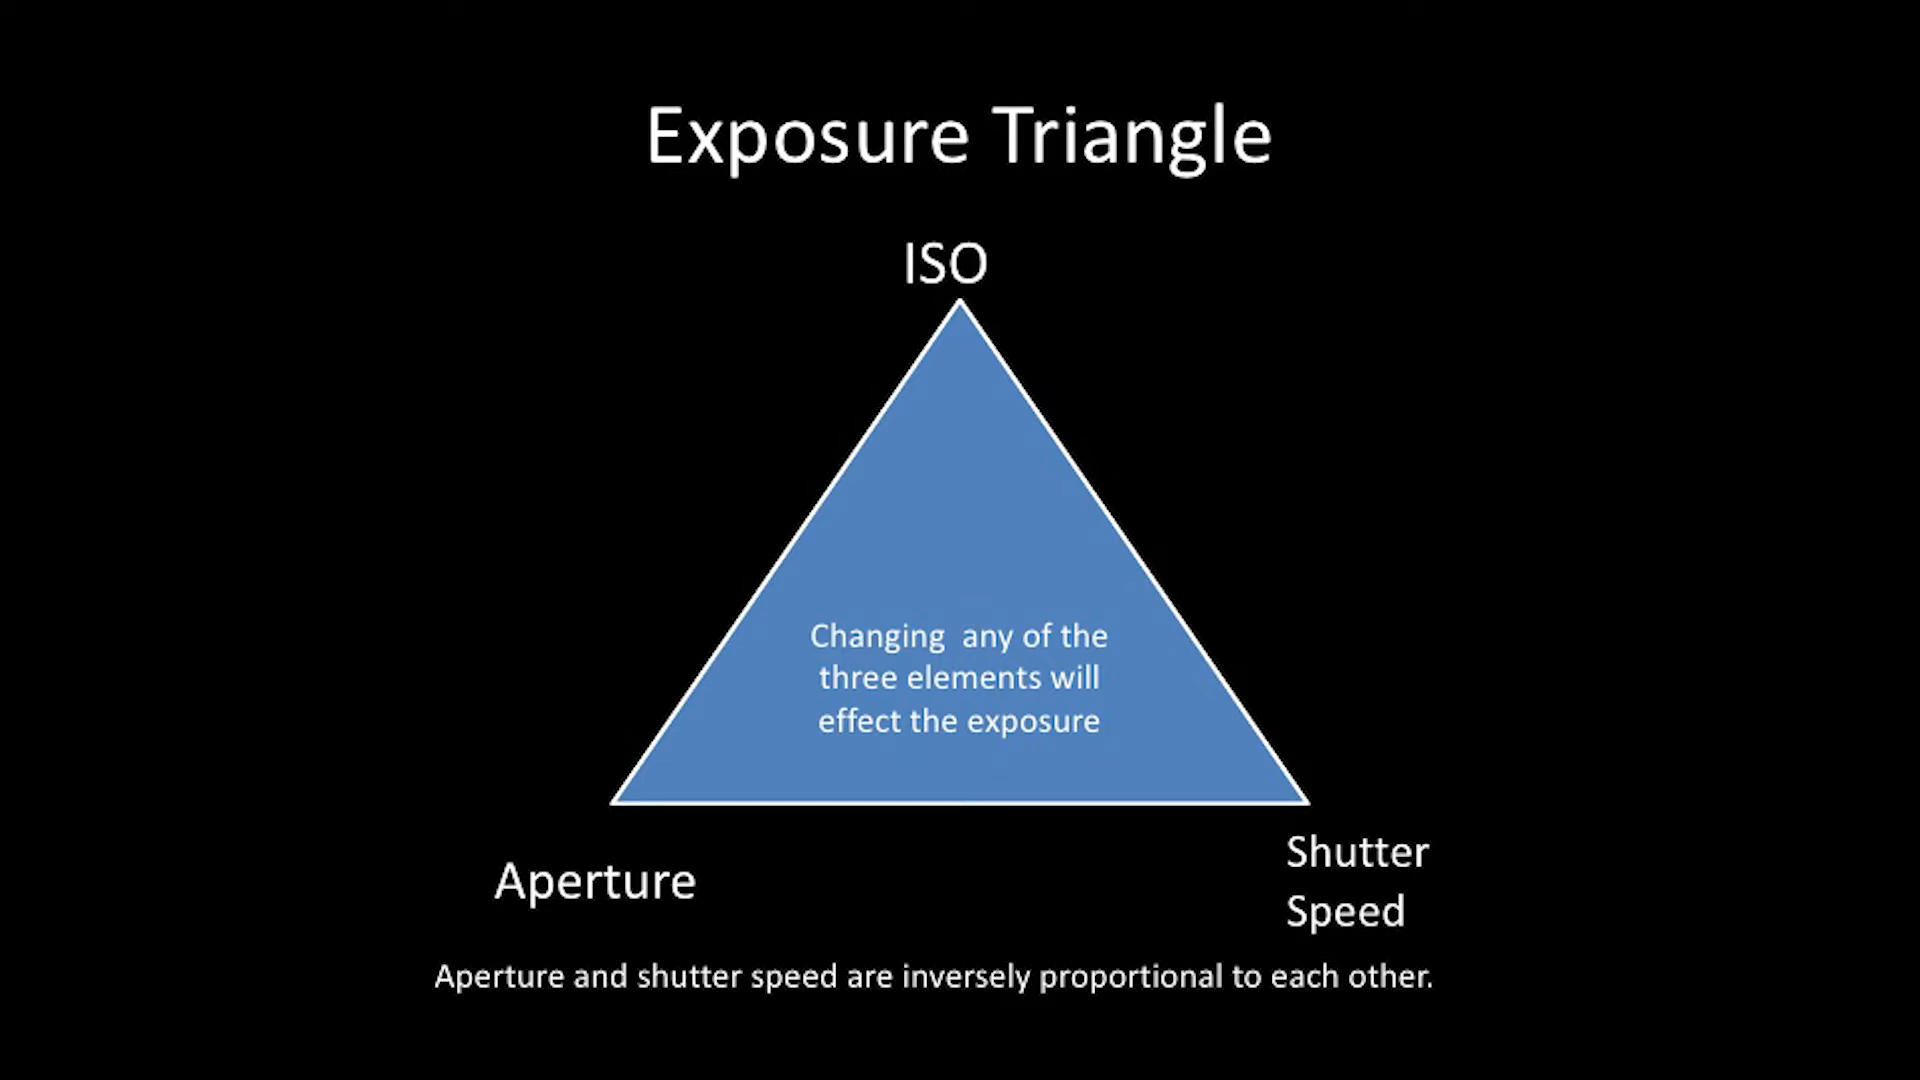 Exposure Triangle
ISO
Changing any of the
three elements will
effect the exposure
Aperture
Shutter
Speed
Aperture and shutter speed are inversely proportional to each other.